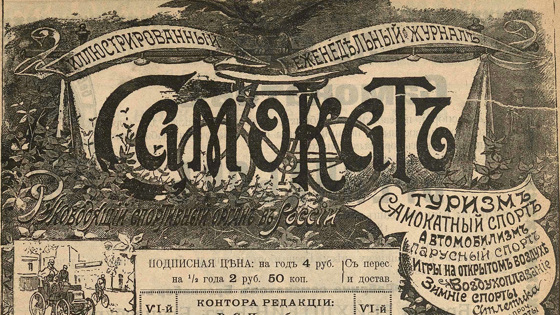 ИЛЛЮСТРИРОВАННЫЙ ЕЖЕНЕДѢЛЬНЫЙ ЖУРНАЛЪ
СамокатЪ
Руководящій спортивный органъ въ Россіи
ТУРИЗМЪ
САМОКАТНЫЙ СПОРТЪ
АВТОМОБИЛИЗМЪ
ПАРУСНЫЙ СПОРТЪ
ИГРЫ НА ОТКРЫТОМЪ ВОЗДУХѢ
ВОЗДУХОПЛАВАНІЕ
ЗИМНІЕ СПОРТЫ
АТЛЕТИКА
ПОДПИСНАЯ ЦѢНА: на годъ 4 руб.
на ½ года 2 руб. 50 коп.
Съ перес.
и достав.
VI-й
КОНТОРА РЕДАКЦІИ:
VI-й